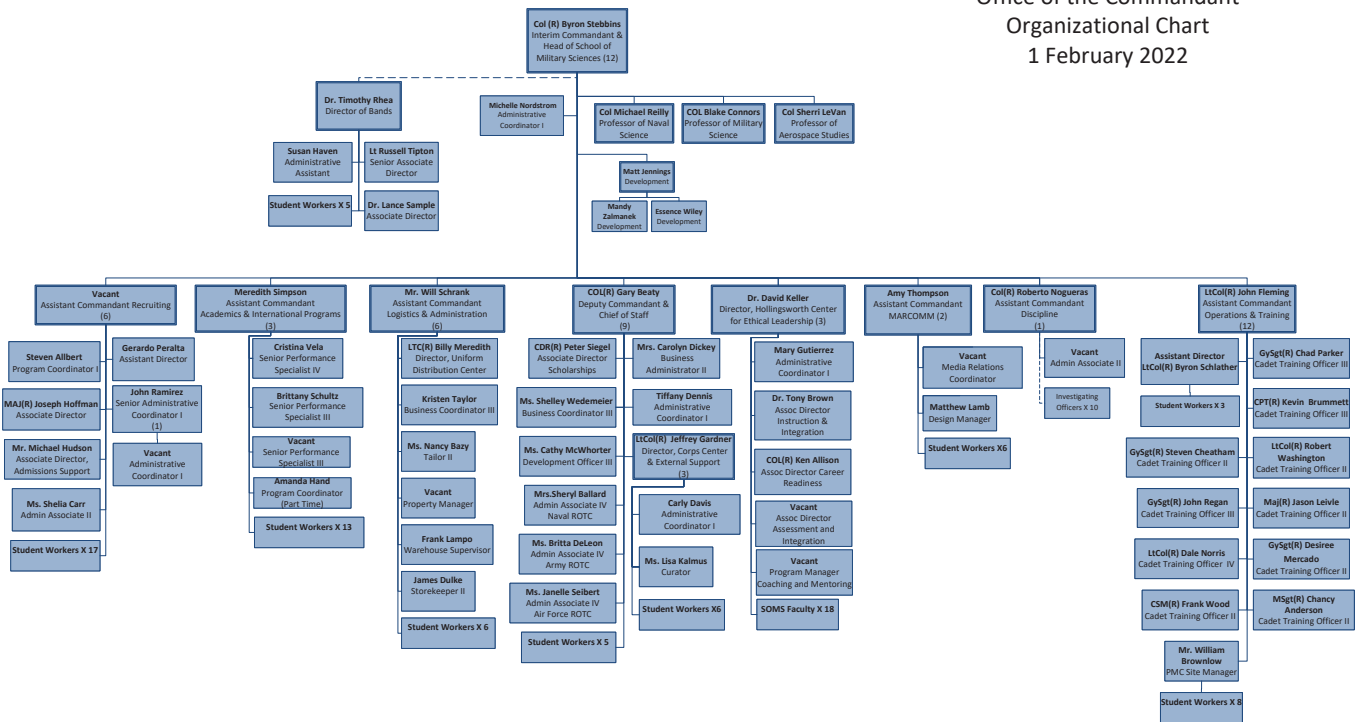 Office of the Commandant
Organizational Chart
1 February 2022
Col (R) Byron Stebbins
Interim Commandant &
Head of School of
Military Sciences (12)
Dr. Timothy Rhea
Director of Bands
Michelle Nordstrom
Administrative
Coordinator I
Col Michael Reilly
Professor of Naval
Science
COL Blake Connors
Professor of Military
Science
Col Sherri LeVan
Professor of
Aerospace Studies
Susan Haven
Administrative
Assistant
Lt Russell Tipton
Senior Associate
Director
Student Workers X 5
Dr. Lance Sample
Associate Director
Matt Jennings
Development
Mandy
Zalmanek
Development
Essence Wiley
Development
Vacant
Assistant Commandant Recruiting
(6)
Steven Allbert
Program Coordinator I
Gerardo Peralta
Assistant Director
MAJ(R) Joseph Hoffman
Associate Director
John Ramirez
Senior Administrative
Coordinator I
(1)
Mr. Michael Hudson
Associate Director,
Admissions Support
Vacant
Administrative
Coordinator I
Ms. Shelia Carr
Admin Associate II
Student Workers X 17
Meredith Simpson
Assistant Commandant
Academics & International Programs
(3)
Cristina Vela
Senior Performance
Specialist IV
Brittany Schultz
Senior Performance
Specialist III
Vacant
Senior Performance
Specialist III
Amanda Hand
Program Coordinator
(Part Time)
Student Workers X 13
Mr. Will Schrank
Assistant Commandant
Logistics & Administration
(6)
LTC(R) Billy Meredith
Director, Uniform
Distribution Center
Kristen Taylor
Business Coordinator III
Ms. Nancy Bazy
Tailor II
Vacant
Property Manager
Frank Lampo
Warehouse Supervisor
James Dulke
Storekeeper II
Student Workers X 6
COL(R) Gary Beaty
Deputy Commandant &
Chief of Staff
(9)
CDR(R) Peter Siegel
Associate Director
Scholarships
Mrs. Carolyn Dickey
Business
Administrator II
Ms. Shelley Wedemeier
Business Coordinator III
Tiffany Dennis
Administrative
Coordinator I
Ms. Cathy McWhorter
Development Officer III
LtCol(R) Jeffrey Gardner
Director, Corps Center
& External Support
(3)
Mrs.Sheryl Ballard
Admin Associate IV
Naval ROTC
Carly Davis
Administrative
Coordinator I
Ms. Britta DeLeon
Admin Associate IV
Army ROTC
Ms. Lisa Kalmus
Curator
Ms. Janelle Seibert
Admin Associate IV
Air Force ROTC
Student Workers X6
Student Workers X 5
Dr. David Keller
Director, Hollingsworth Center
for Ethical Leadership (3)
Mary Gutierrez
Administrative
Coordinator I
Dr. Tony Brown
Assoc Director
Instruction &
Integration
COL(R) Ken Allison
Assoc Director Career
Readiness
Vacant
Assoc Director
Assessment and
Integration
Vacant
Program Manager
Coaching and Mentoring
SOMS Faculty X 18
Amy Thompson
Assistant Commandant
MARCOMM (2)
Vacant
Media Relations
Coordinator
Matthew Lamb
Design Manager
Student Workers X6
Col(R) Roberto Nogueras
Assistant Commandant
Discipline
(1)
Vacant
Admin Associate II
Investigating
Officers X 10
LtCol(R) John Fleming
Assistant Commandant
Operations & Training
(12)
Assistant Director
LtCol(R) Byron Schlather
GySgt(R) Chad Parker
Cadet Training Officer III
Student Workers X 3
CPT(R) Kevin Brummett
Cadet Training Officer III
GySgt(R) Steven Cheatham
Cadet Training Officer II
LtCol(R) Robert
Washington
Cadet Training Officer II
GySgt(R) John Regan
Cadet Training Officer III
Maj(R) Jason Leivle
Cadet Training Officer II
LtCol(R) Dale Norris
Cadet Training Officer IV
GySgt(R) Desiree
Mercado
Cadet Training Officer II
CSM(R) Frank Wood
Cadet Training Officer II
MSgt(R) Chancy
Anderson
Cadet Training Officer II
Mr. William
Brownlow
PMC Site Manager
Student Workers X 8